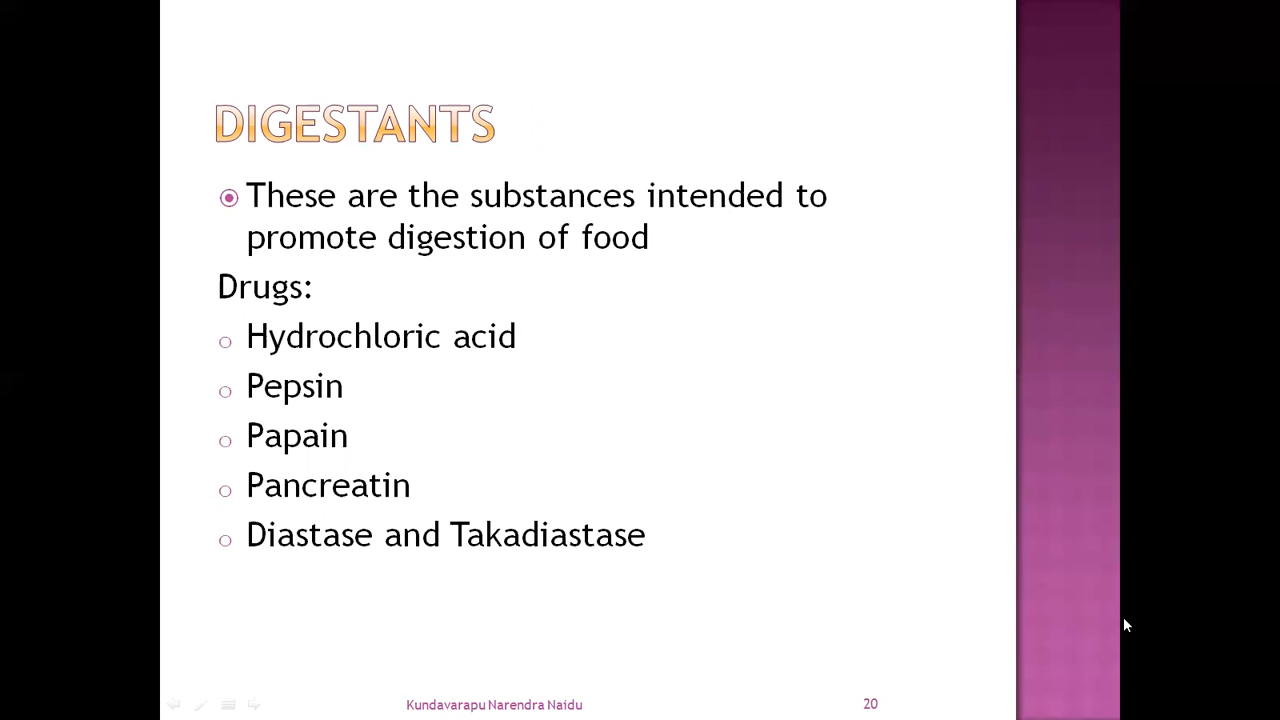 DIGESTANTS
These are the substances intended to
promote digestion of food
Drugs:
Hydrochloric acid
Pepsin
Papain
Pancreatin
Diastase and Takadiastase
Kundavarapu Narendra Naidu
20